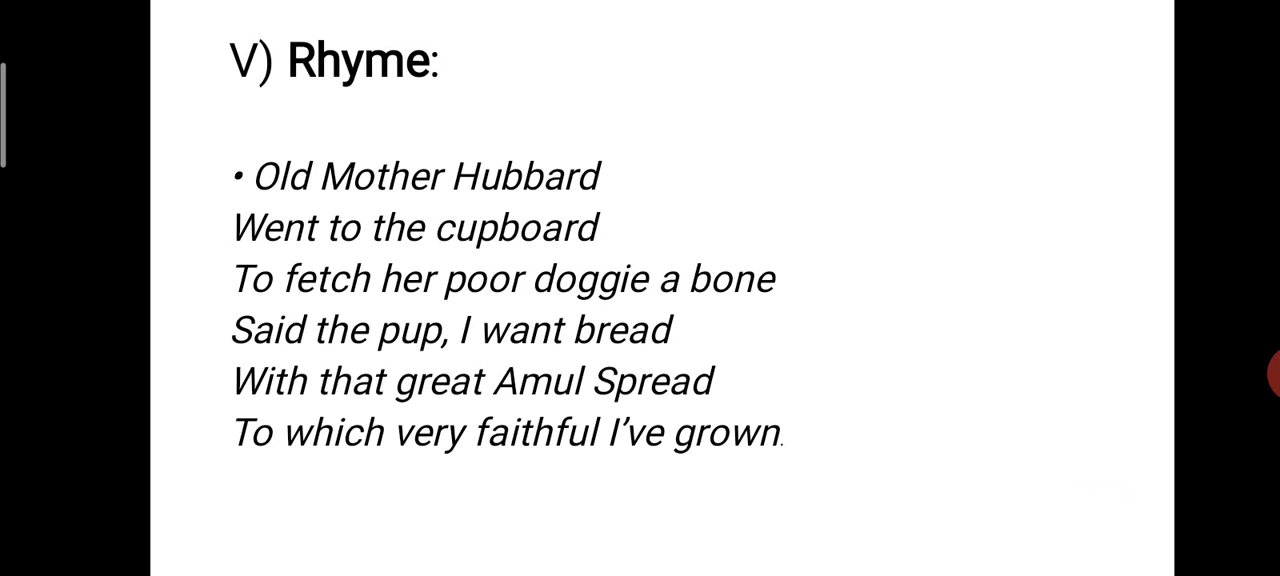 V) Rhyme:
• Old Mother Hubbard
Went to the cupboard
To fetch her poor doggie a bone
Said the pup, I want bread
With that great Amul Spread
To which very faithful I’ve grown.